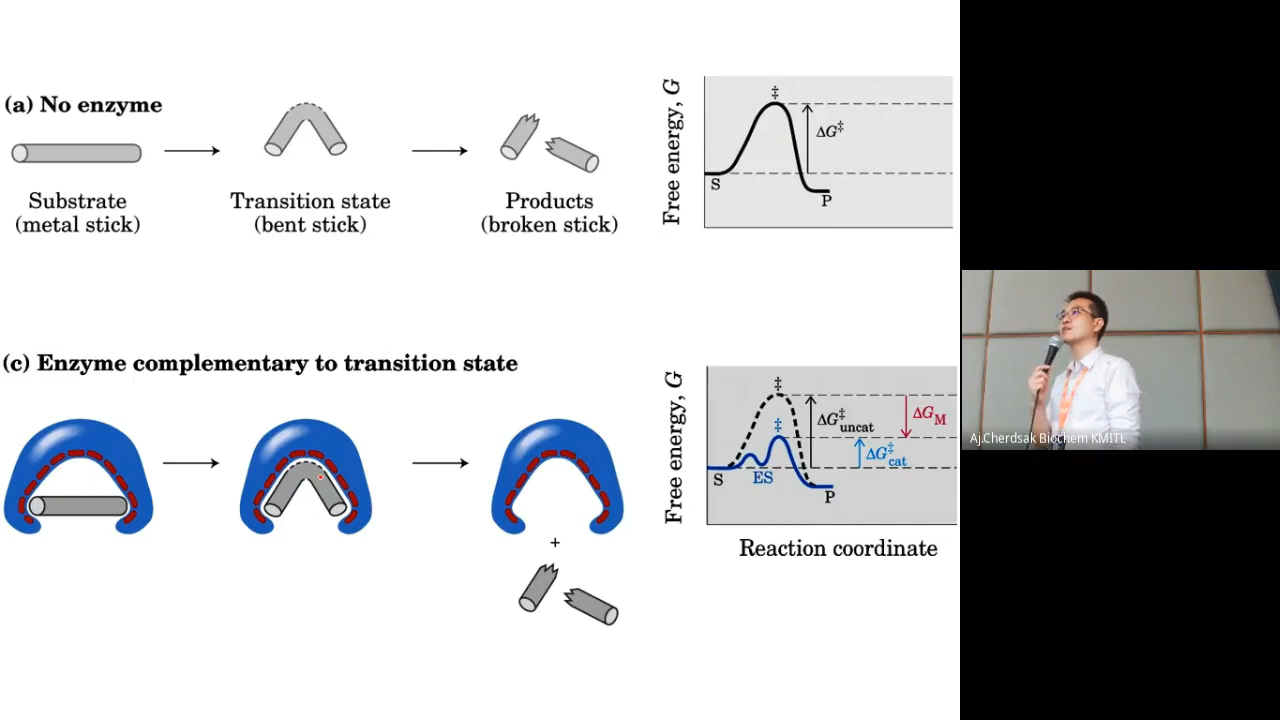 (a) No enzyme
Substrate
(metal stick)
Transition state
(bent stick)
Products
(broken stick)
Free energy, G
‡
ΔG‡
S
P
(c) Enzyme complementary to transition state
+
Free energy, G
‡
‡
ΔG‡uncat
ΔGM
ΔG‡cat
S
ES
P
Reaction coordinate
Aj.Cherdsak Biochem KMITL